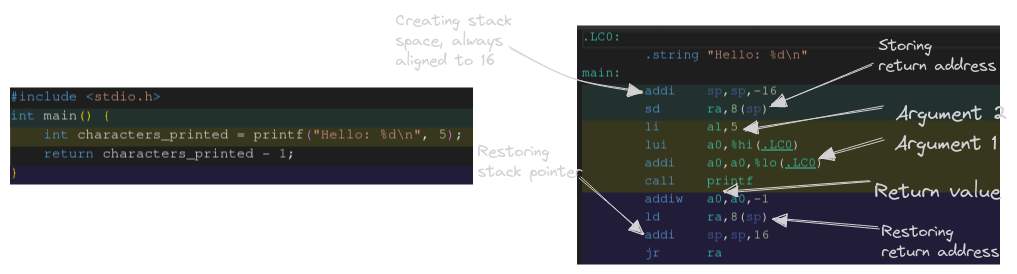 Creating stack
space, always
aligned to 16
#include <stdio.h>
int main() {
    int characters_printed = printf("Hello: %d\n", 5);
    return characters_printed - 1;
}
Restoring
stack pointer
.LC0:
        .string "Hello: %d\n"
main:
        addi    sp,sp,-16
        sd      ra,8(sp)
        li      a1,5
        lui     a0,%hi(.LC0)
        addi    a0,a0,%lo(.LC0)
        call    printf
        addiw   a0,a0,-1
        ld      ra,8(sp)
        addi    sp,sp,16
        jr      ra
Storing
return address
Argument 2
Argument 1
Return value
Restoring
return address